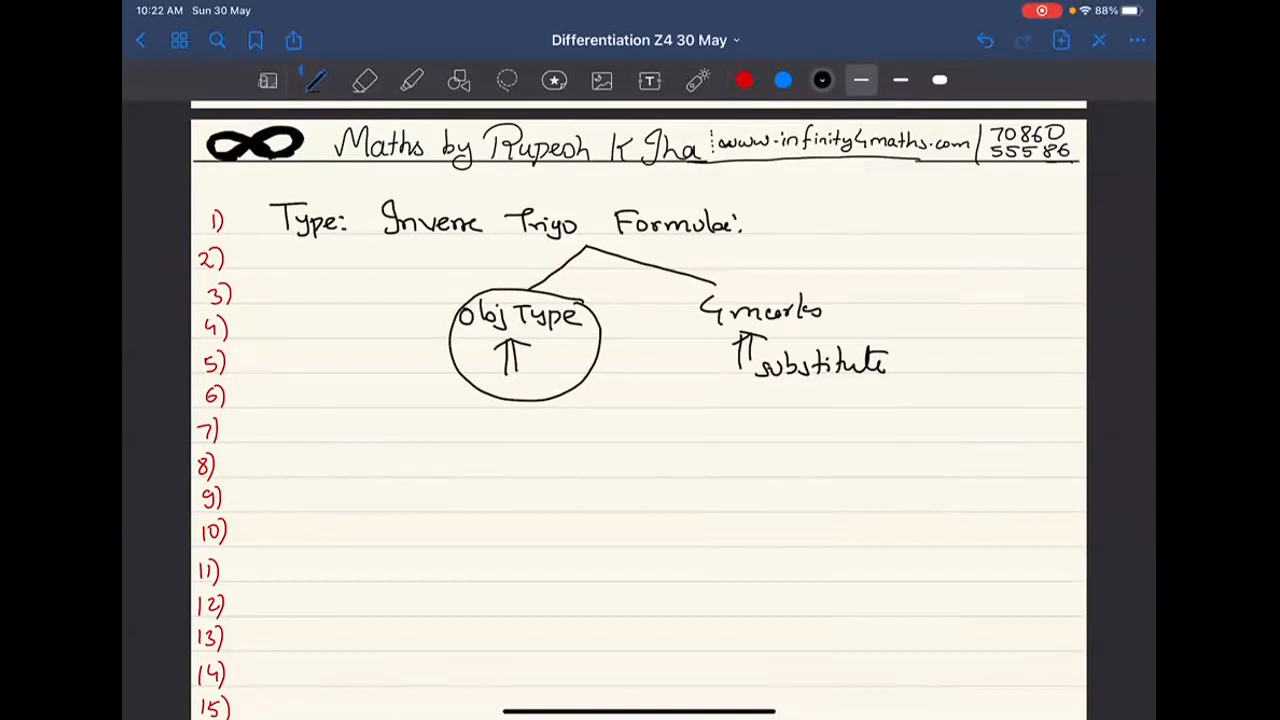 10:22 AM Sun 30 May
88%
Differentiation Z4 30 May
T
Maths by Rupesh K Jha www.infinity4maths.com 70860 55586
1) Type: Inverse Trigo Formulae:
2)
3) Obj Type 4 marks
4)
5) substitute
6)
7)
8)
9)
10)
11)
12)
13)
14)
15)